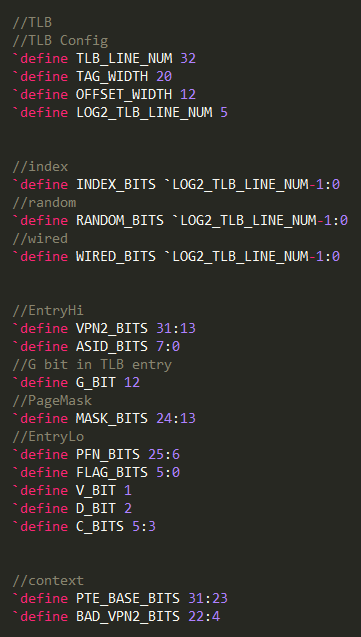 //TLB
//TLB Config
`define TLB_LINE_NUM 32
`define TAG_WIDTH 20
`define OFFSET_WIDTH 12
`define LOG2_TLB_LINE_NUM 5
//index
`define INDEX_BITS `LOG2_TLB_LINE_NUM-1:0
//random
`define RANDOM_BITS `LOG2_TLB_LINE_NUM-1:0
//wired
`define WIRED_BITS `LOG2_TLB_LINE_NUM-1:0
//EntryHi
`define VPN2_BITS 31:13
`define ASID_BITS 7:0
//G bit in TLB entry
`define G_BIT 12
//PageMask
`define MASK_BITS 24:13
//EntryLo
`define PFN_BITS 25:6
`define FLAG_BITS 5:0
`define V_BIT 1
`define D_BIT 2
`define C_BITS 5:3
//context
`define PTE_BASE_BITS 31:23
`define BAD_VPN2_BITS 22:4